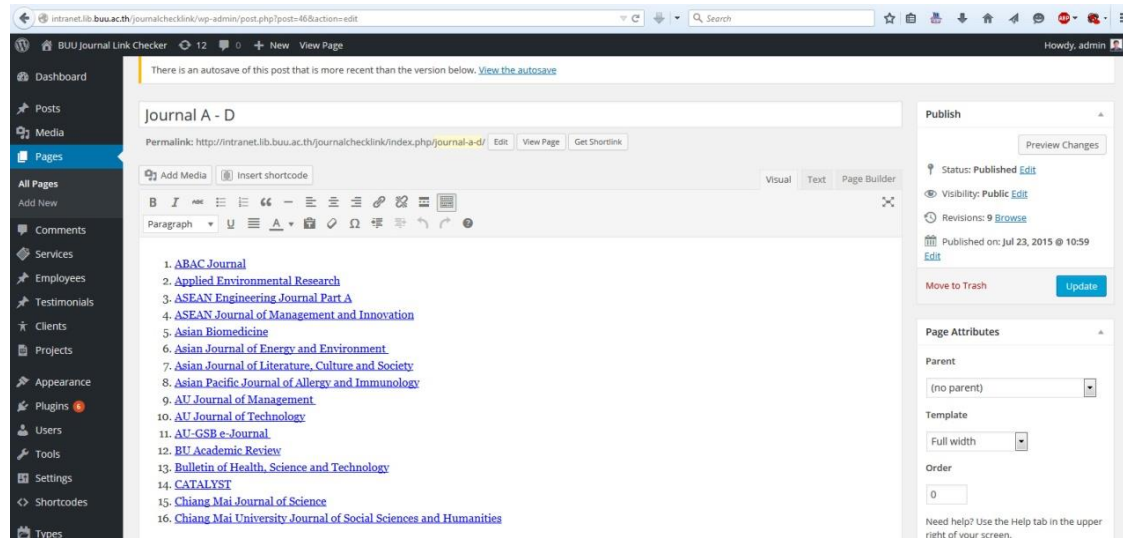 intranet.lib.buu.ac.th/journalchecklink/wp-admin/post.php?post=46&action=edit
Search
BUU Journal Link Checker 12 0 + New View Page
Howdy, admin
Dashboard
Posts
Media
Pages
All Pages
Add New
Comments
Services
Employees
Testimonials
Clients
Projects
Appearance
Plugins 6
Users
Tools
Settings
Shortcodes
Types
There is an autosave of this post that is more recent than the version below. View the autosave
Journal A - D
Permalink: http://intranet.lib.buu.ac.th/journalchecklink/index.php/journal-a-d/ Edit View Page Get Shortlink
Add Media Insert shortcode
Visual Text Page Builder
B I ABC
Paragraph U A Ω
1. ABAC Journal
2. Applied Environmental Research
3. ASEAN Engineering Journal Part A
4. ASEAN Journal of Management and Innovation
5. Asian Biomedicine
6. Asian Journal of Energy and Environment
7. Asian Journal of Literature, Culture and Society
8. Asian Pacific Journal of Allergy and Immunology
9. AU Journal of Management
10. AU Journal of Technology
11. AU-GSB e-Journal
12. BU Academic Review
13. Bulletin of Health, Science and Technology
14. CATALYST
15. Chiang Mai Journal of Science
16. Chiang Mai University Journal of Social Sciences and Humanities
Publish
Preview Changes
Status: Published Edit
Visibility: Public Edit
Revisions: 9 Browse
Published on: Jul 23, 2015 @ 10:59
Edit
Move to Trash Update
Page Attributes
Parent
(no parent)
Template
Full width
Order
0
Need help? Use the Help tab in the upper
right of your screen.